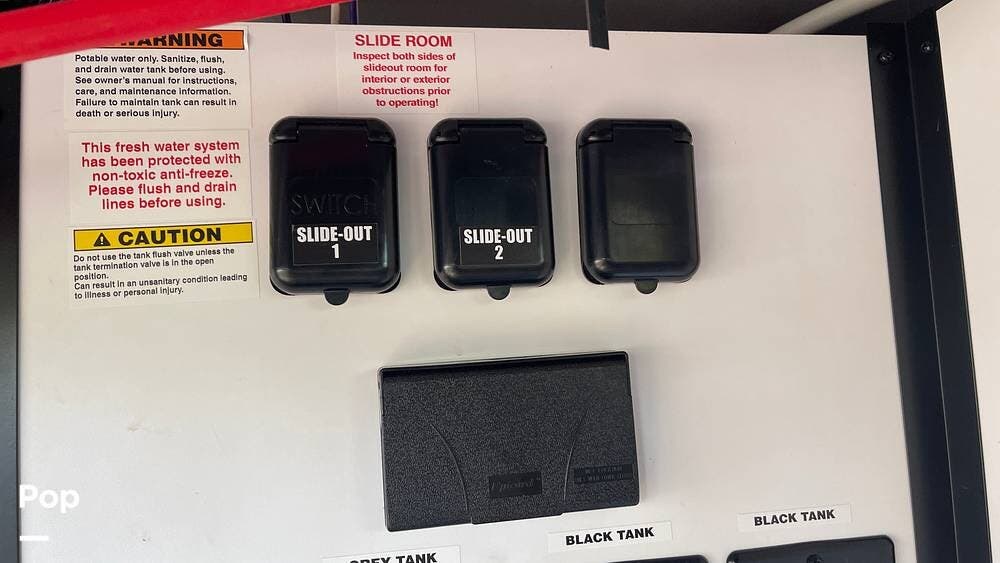 WARNING
Potable water only. Sanitize, flush,
and drain water tank before using.
See owner's manual for instructions,
care, and maintenance information.
Failure to maintain tank can result in
death or serious injury.
SLIDE ROOM
Inspect both sides of
slideout room for
interior or exterior
obstructions prior
to operating!
This fresh water system
has been protected with
non-toxic anti-freeze.
Please flush and drain
lines before using.
CAUTION
Do not use the tank flush valve unless the
tank termination valve is in the open
position.
Can result in an unsanitary condition leading
to illness or personal injury.
SWITCH
SLIDE-OUT
1
SLIDE-OUT
2
Pop
GREY TANK
BLACK TANK
BLACK TANK